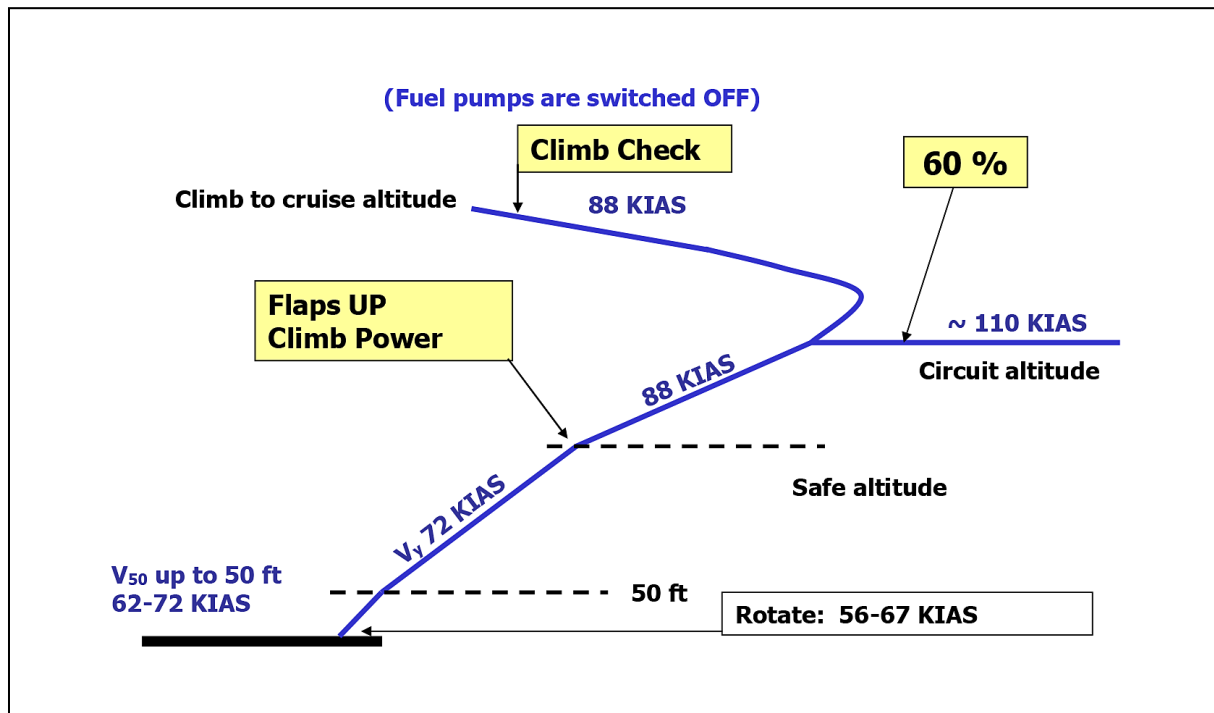 (Fuel pumps are switched OFF)
Climb Check
60 %
Climb to cruise altitude
88 KIAS
Flaps UP
Climb Power
~ 110 KIAS
Circuit altitude
88 KIAS
Safe altitude
Vy 72 KIAS
V50 up to 50 ft
62-72 KIAS
50 ft
Rotate:  56-67 KIAS